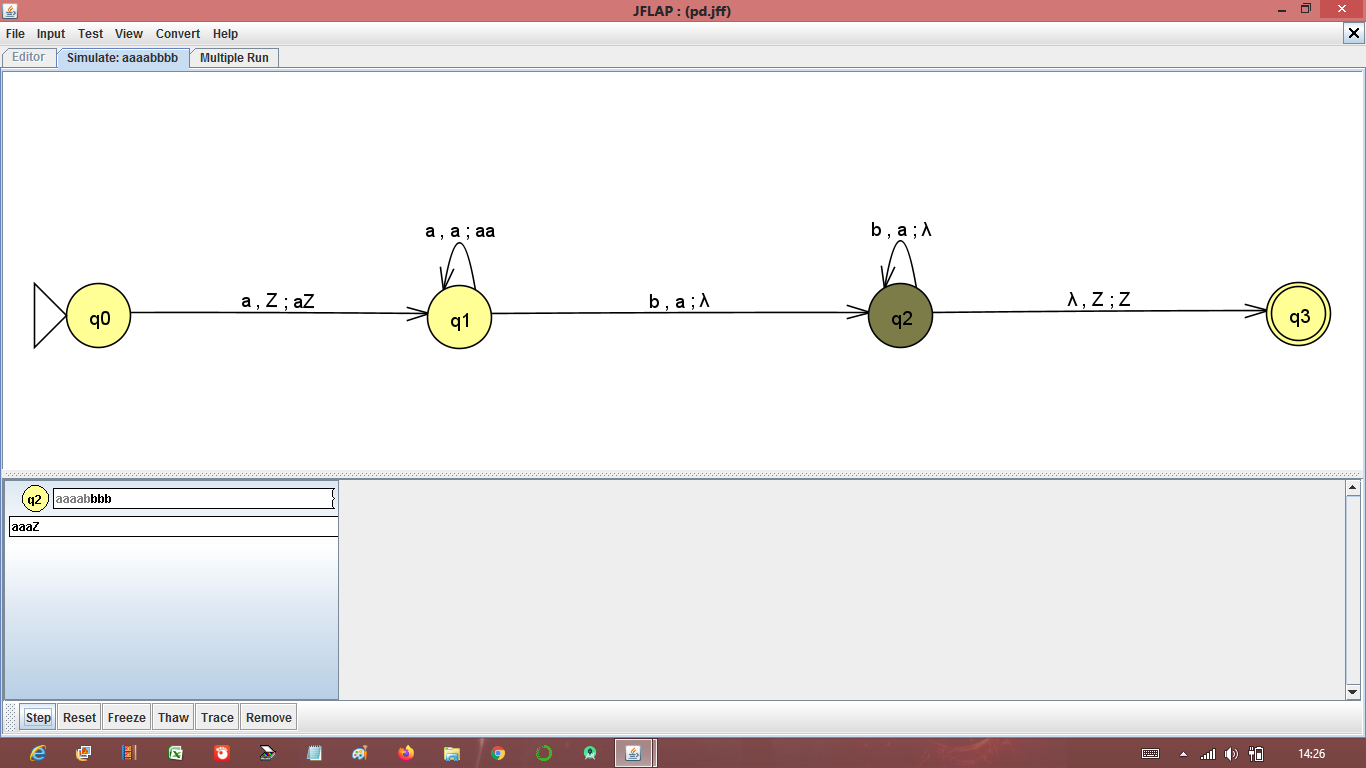 JFLAP : (pd.jff)
File Input Test View Convert Help
Editor Simulate: aaaabbbb Multiple Run
a , a ; aa
b , a ; λ
a , Z ; aZ
b , a ; λ
λ , Z ; Z
q0
q1
q2
q3
q2 aaaabbbb
aaaZ
Step Reset Freeze Thaw Trace Remove
14:26